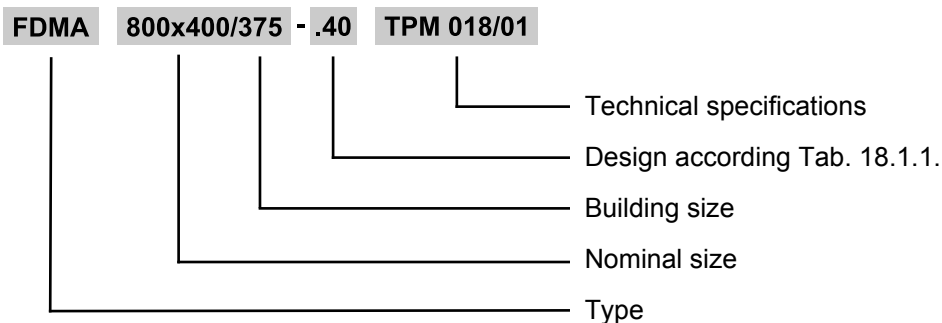 FDMA 800x400/375 - .40 TPM 018/01
Technical specifications
Design according Tab. 18.1.1.
Building size
Nominal size
Type